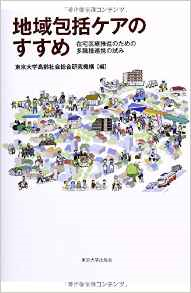 地域包括ケアの
すすめ
在宅医療推進のための
多職種連携の試み
東京大学高齢社会総合研究機構[編]
東京大学出版会